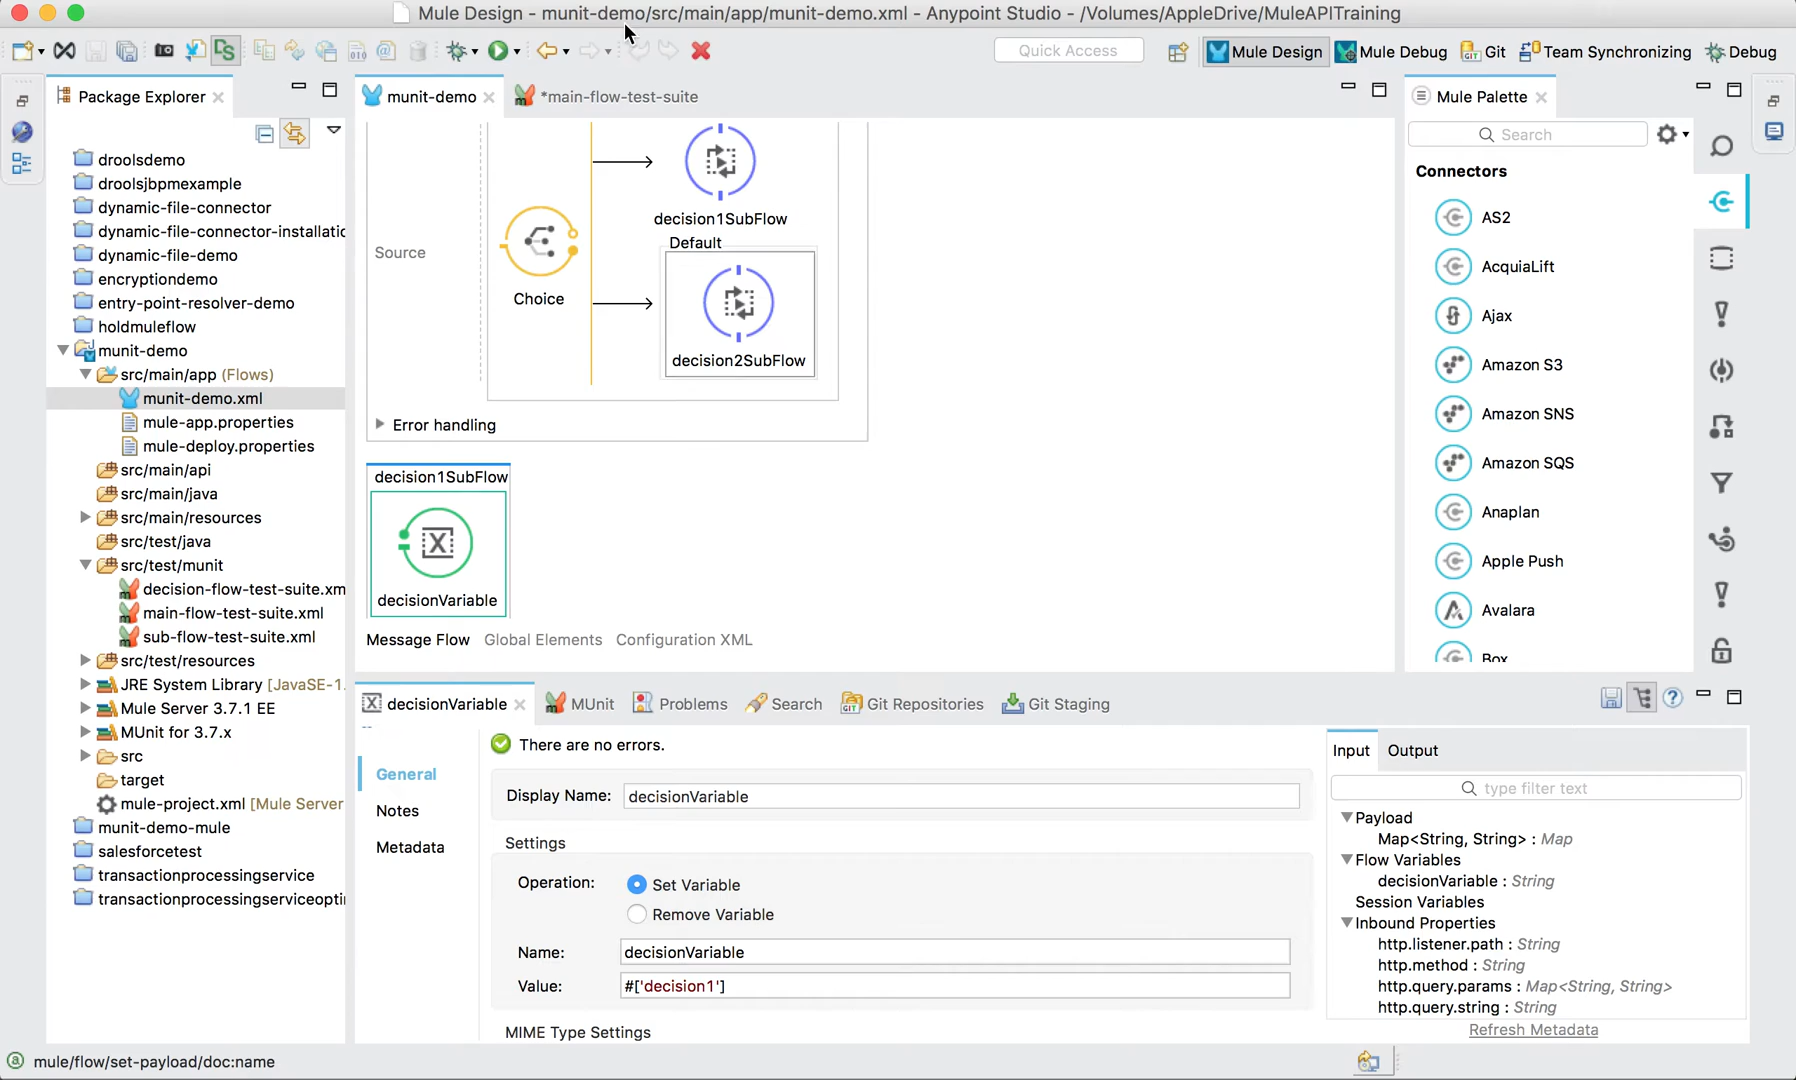 Mule Design - munit-demo/src/main/app/munit-demo.xml - Anypoint Studio - /Volumes/AppleDrive/MuleAPITraining
Quick Access
Mule Design
Mule Debug
Git
Team Synchronizing
Debug
Package Explorer
droolsdemo
droolsjbpmexample
dynamic-file-connector
dynamic-file-connector-installatic
dynamic-file-demo
encryptiondemo
entry-point-resolver-demo
holdmuleflow
munit-demo
src/main/app (Flows)
munit-demo.xml
mule-app.properties
mule-deploy.properties
src/main/api
src/main/java
src/main/resources
src/test/java
src/test/munit
decision-flow-test-suite.xm
main-flow-test-suite.xml
sub-flow-test-suite.xml
src/test/resources
JRE System Library [JavaSE-1.
Mule Server 3.7.1 EE
MUnit for 3.7.x
src
target
mule-project.xml [Mule Server
munit-demo-mule
salesforcetest
transactionprocessingservice
transactionprocessingserviceopti
munit-demo
*main-flow-test-suite
Source
Choice
decision1SubFlow
Default
decision2SubFlow
Error handling
decision1SubFlow
decisionVariable
Message Flow
Global Elements
Configuration XML
Mule Palette
Search
Connectors
AS2
AcquiaLift
Ajax
Amazon S3
Amazon SNS
Amazon SQS
Anaplan
Apple Push
Avalara
Box
decisionVariable
MUnit
Problems
Search
Git Repositories
Git Staging
General
Notes
Metadata
There are no errors.
Display Name: decisionVariable
Settings
Operation: Set Variable
Remove Variable
Name: decisionVariable
Value: #['decision1']
MIME Type Settings
Input
Output
type filter text
Payload
Map<String, String> : Map
Flow Variables
decisionVariable : String
Session Variables
Inbound Properties
http.listener.path : String
http.method : String
http.query.params : Map<String, String>
http.query.string : String
Refresh Metadata
mule/flow/set-payload/doc:name